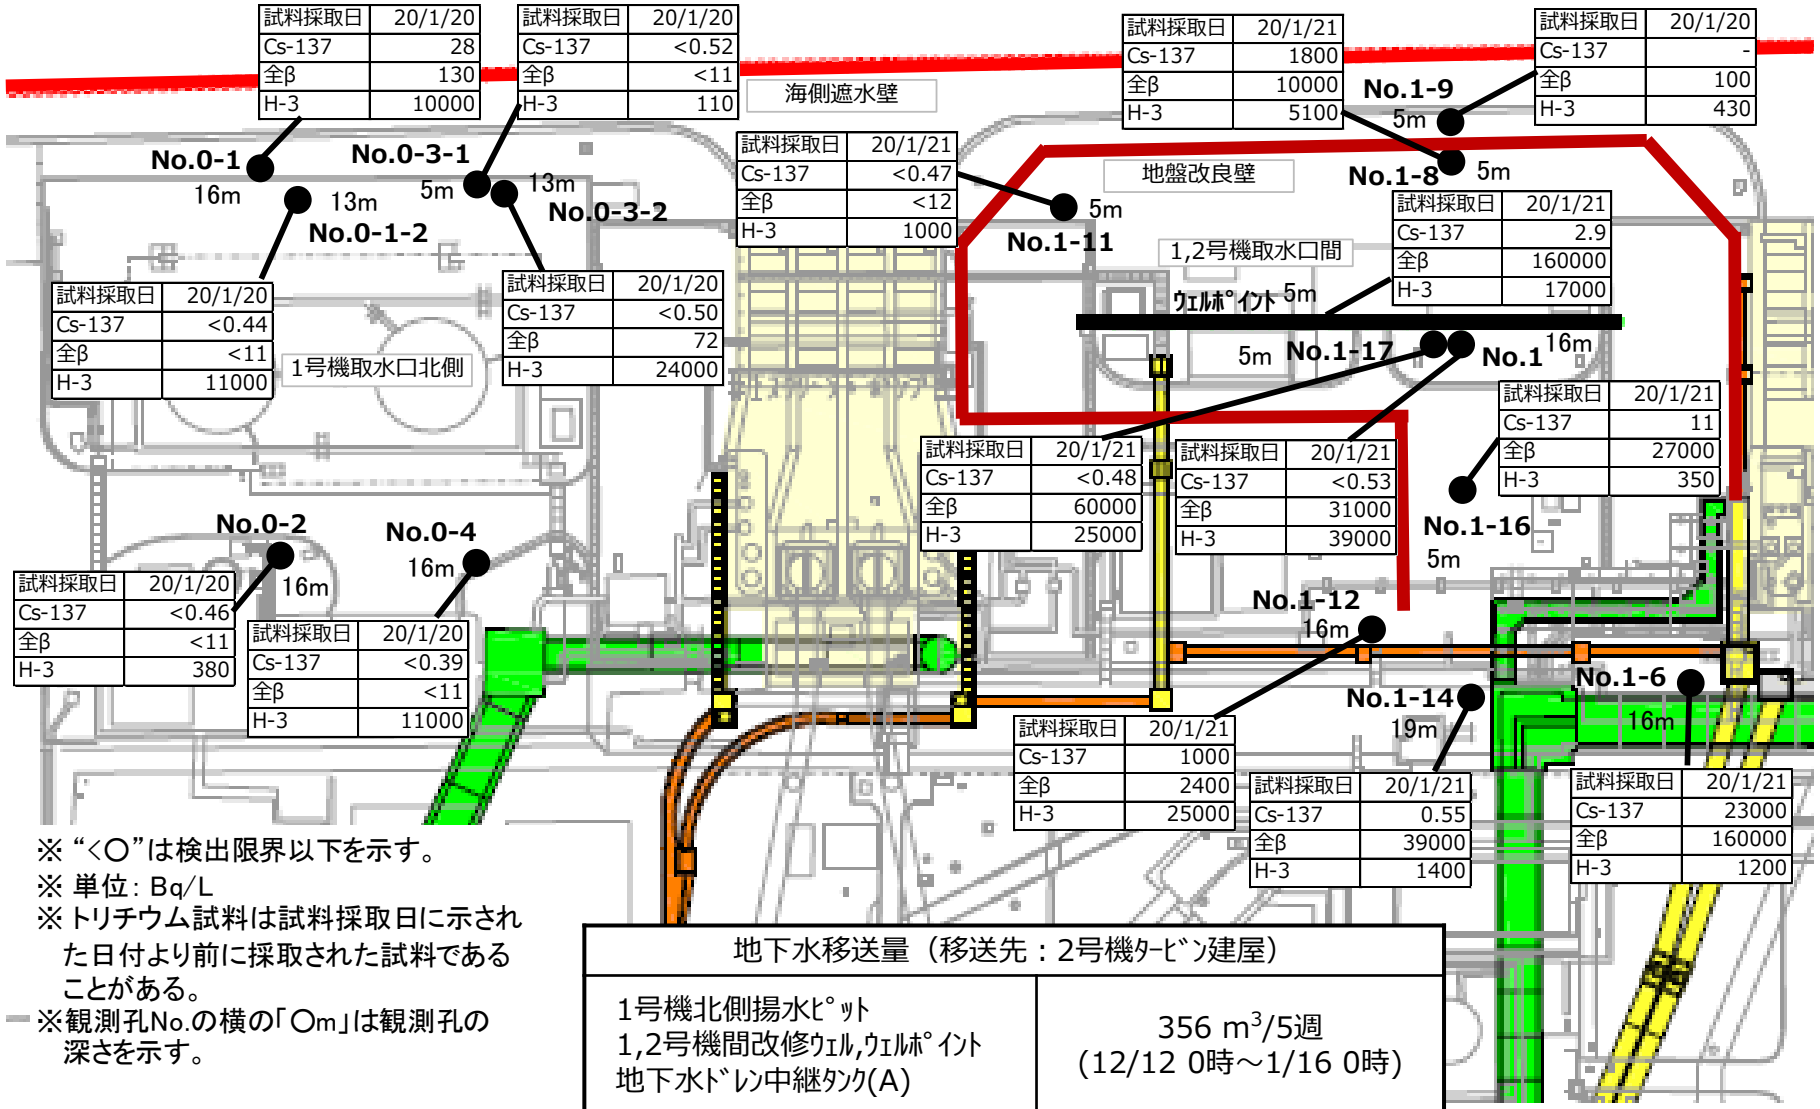 試料採取日 20/1/20
Cs-137 28
全β 130
H-3 10000
試料採取日 20/1/20
Cs-137 <0.52
全β <11
H-3 110
海側遮水壁
試料採取日 20/1/21
Cs-137 1800
全β 10000
H-3 5100
試料採取日 20/1/20
Cs-137 -
全β 100
H-3 430
No.1-9
5m
No.0-1
16m
No.0-3-1
5m
13m
No.0-3-2
13m
No.0-1-2
試料採取日 20/1/21
Cs-137 <0.47
全β <12
H-3 1000
5m
No.1-11
地盤改良壁
No.1-8
5m
試料採取日 20/1/21
Cs-137 2.9
全β 160000
H-3 17000
1,2号機取水口間
ウェルポイント 5m
試料採取日 20/1/20
Cs-137 <0.44
全β <11
H-3 11000
1号機取水口北側
試料採取日 20/1/20
Cs-137 <0.50
全β 72
H-3 24000
5m
No.1-17
No.1
16m
試料採取日 20/1/21
Cs-137 <0.48
全β 60000
H-3 25000
試料採取日 20/1/21
Cs-137 <0.53
全β 31000
H-3 39000
試料採取日 20/1/21
Cs-137 11
全β 27000
H-3 350
No.1-16
5m
No.0-2
16m
No.0-4
16m
試料採取日 20/1/20
Cs-137 <0.46
全β <11
H-3 380
試料採取日 20/1/20
Cs-137 <0.39
全β <11
H-3 11000
No.1-12
16m
No.1-14
19m
No.1-6
16m
試料採取日 20/1/21
Cs-137 1000
全β 2400
H-3 25000
試料採取日 20/1/21
Cs-137 0.55
全β 39000
H-3 1400
試料採取日 20/1/21
Cs-137 23000
全β 160000
H-3 1200
※ “<○”は検出限界以下を示す。
※ 単位: Bq/L
※ トリチウム試料は試料採取日に示され
た日付より前に採取された試料である
ことがある。
※観測孔No.の横の「○m」は観測孔の
深さを示す。
地下水移送量（移送先：2号機ﾀｰﾋﾞﾝ建屋）
1号機北側揚水ﾋﾟｯﾄ
1,2号機間改修ｳｪﾙ,ｳｪﾙﾎﾟｲﾝﾄ
地下水ﾄﾞﾚﾝ中継ﾀﾝｸ(A)
356 m³/5週
(12/12 0時～1/16 0時)